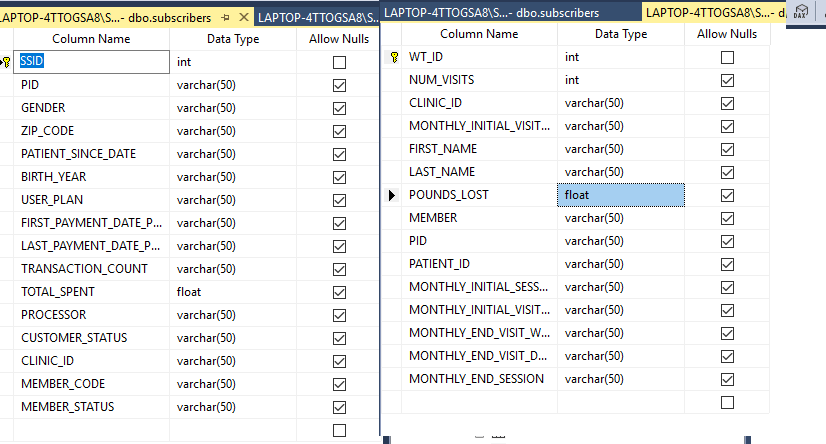 LAPTOP-4TTOGSA8\S...- dbo.subscribers
LAPTOP-4TTOGSA8\S
Column Name Data Type Allow Nulls
SSID int
PID varchar(50)
GENDER varchar(50)
ZIP_CODE varchar(50)
PATIENT_SINCE_DATE varchar(50)
BIRTH_YEAR varchar(50)
USER_PLAN varchar(50)
FIRST_PAYMENT_DATE_P... varchar(50)
LAST_PAYMENT_DATE_P... varchar(50)
TRANSACTION_COUNT varchar(50)
TOTAL_SPENT float
PROCESSOR varchar(50)
CUSTOMER_STATUS varchar(50)
CLINIC_ID varchar(50)
MEMBER_CODE varchar(50)
MEMBER_STATUS varchar(50)
LAPTOP-4TTOGSA8\S...- dbo.subscribers
LAPTOP-4TTOGSA8\S...- d
DAX
Column Name Data Type Allow Nulls
WT_ID int
NUM_VISITS int
CLINIC_ID varchar(50)
MONTHLY_INITIAL_VISIT... varchar(50)
FIRST_NAME varchar(50)
LAST_NAME varchar(50)
POUNDS_LOST float
MEMBER varchar(50)
PID varchar(50)
PATIENT_ID varchar(50)
MONTHLY_INITIAL_SESS... varchar(50)
MONTHLY_INITIAL_VISIT... varchar(50)
MONTHLY_END_VISIT_W... varchar(50)
MONTHLY_END_VISIT_D... varchar(50)
MONTHLY_END_SESSION varchar(50)